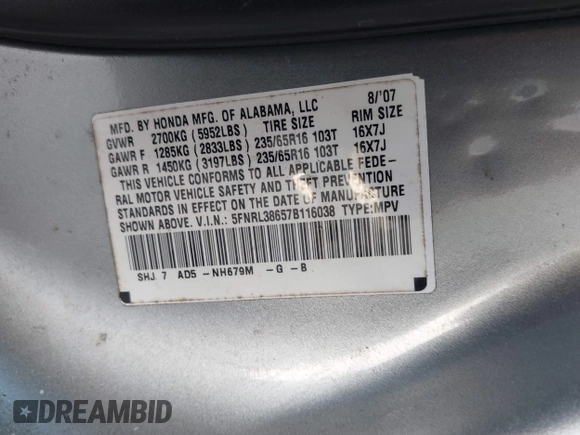 MFD. BY HONDA MFG. OF ALABAMA, LLC 8/'07
GVWR 2700KG (5952LBS) TIRE SIZE RIM SIZE
GAWR F 1285KG (2833LBS) 235/65R16 103T 16X7J
GAWR R 1450KG (3197LBS) 235/65R16 103T 16X7J
THIS VEHICLE CONFORMS TO ALL APPLICABLE FEDE-
RAL MOTOR VEHICLE SAFETY AND THEFT PREVENTION
STANDARDS IN EFFECT ON THE DATE OF MANUFACTURE
SHOWN ABOVE. V.I.N.: 5FNRL38657B116038 TYPE:MPV
SHJ 7 AD5 -NH679M -G -B
DREAMBID